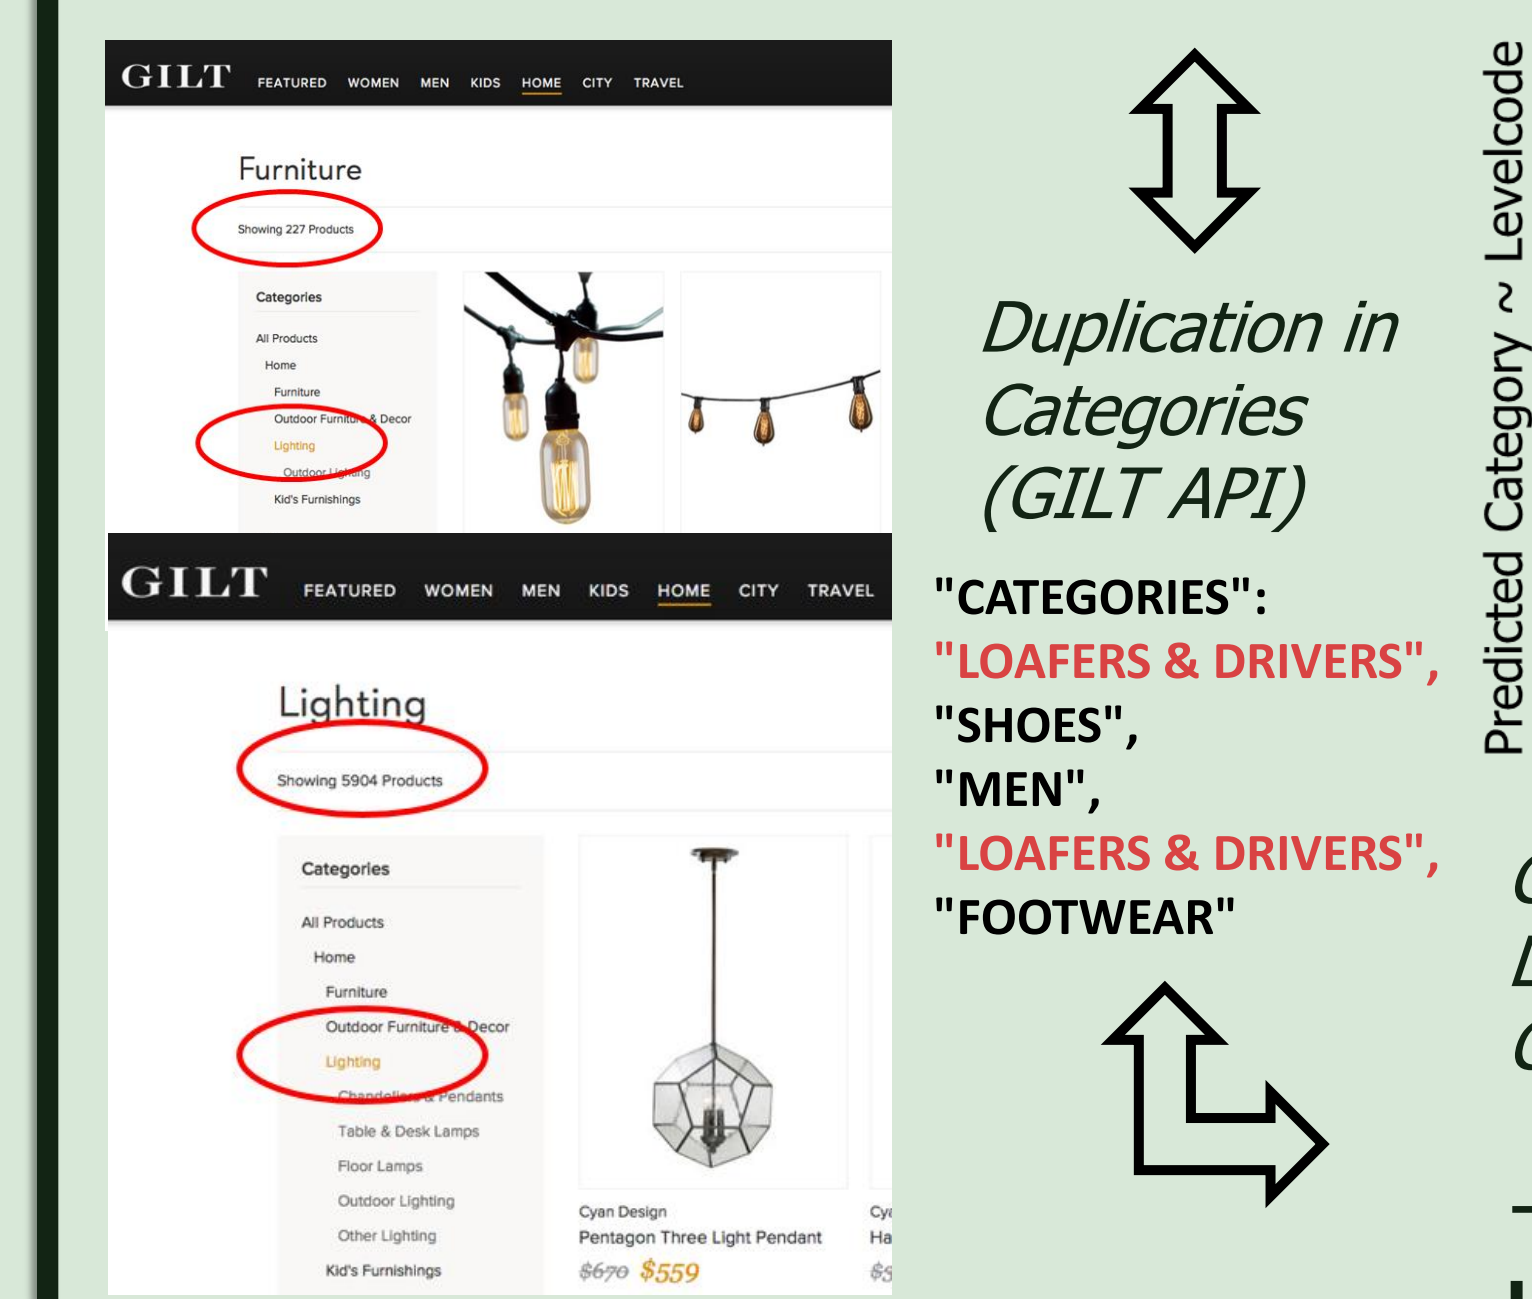 GILT FEATURED WOMEN MEN KIDS HOME CITY TRAVEL
Furniture
Showing 227 Products
Categories
All Products
Home
Furniture
Outdoor Furniture & Decor
Lighting
Outdoor Lighting
Kid's Furnishings
GILT FEATURED WOMEN MEN KIDS HOME CITY TRAVEL
Lighting
Showing 5904 Products
Categories
All Products
Home
Furniture
Outdoor Furniture & Decor
Lighting
Chandeliers & Pendants
Table & Desk Lamps
Floor Lamps
Outdoor Lighting
Other Lighting
Kid's Furnishings
Cyan Design
Pentagon Three Light Pendant
$670 $559
Duplication in
Categories
(GILT API)
"CATEGORIES":
"LOAFERS & DRIVERS",
"SHOES",
"MEN",
"LOAFERS & DRIVERS",
"FOOTWEAR"
Predicted Category ~ Levelcode